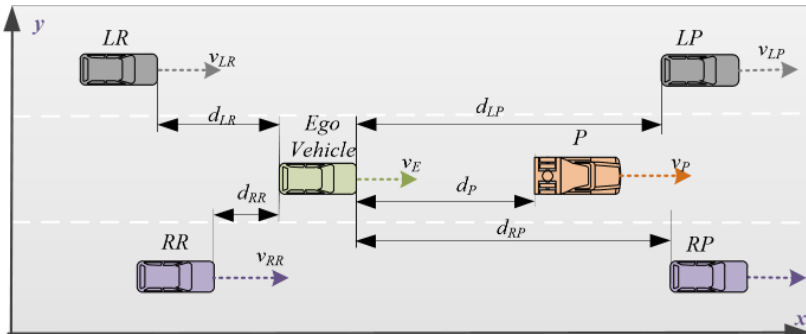 y
LR
LP
v_LR
v_LP
d_LR
Ego
Vehicle
d_LP
P
v_E
v_P
d_RR
d_P
d_RP
RR
RP
v_RR
x